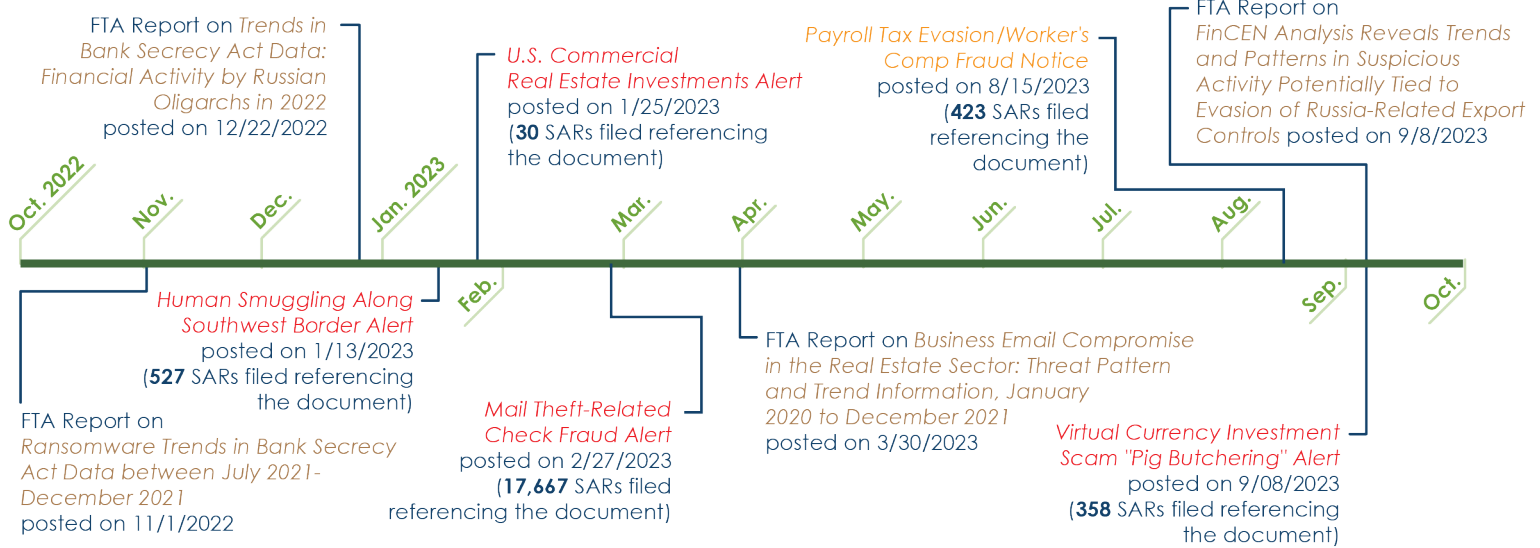 FTA Report on Trends in
Bank Secrecy Act Data:
Financial Activity by Russian
Oligarchs in 2022
posted on 12/22/2022
U.S. Commercial
Real Estate Investments Alert
posted on 1/25/2023
(30 SARs filed referencing
the document)
Payroll Tax Evasion/Worker's
Comp Fraud Notice
posted on 8/15/2023
(423 SARs filed
referencing the
document)
FTA Report on
FinCEN Analysis Reveals Trends
and Patterns in Suspicious
Activity Potentially Tied to
Evasion of Russia-Related Export
Controls posted on 9/8/2023
Oct. 2022
Nov.
Dec.
Jan. 2023
Feb.
Mar.
Apr.
May.
Jun.
Jul.
Aug.
Sep.
Oct.
FTA Report on
Ransomware Trends in Bank Secrecy
Act Data between July 2021-
December 2021
posted on 11/1/2022
Human Smuggling Along
Southwest Border Alert
posted on 1/13/2023
(527 SARs filed referencing
the document)
Mail Theft-Related
Check Fraud Alert
posted on 2/27/2023
(17,667 SARs filed
referencing the document)
FTA Report on Business Email Compromise
in the Real Estate Sector: Threat Pattern
and Trend Information, January
2020 to December 2021
posted on 3/30/2023
Virtual Currency Investment
Scam "Pig Butchering" Alert
posted on 9/08/2023
(358 SARs filed referencing
the document)